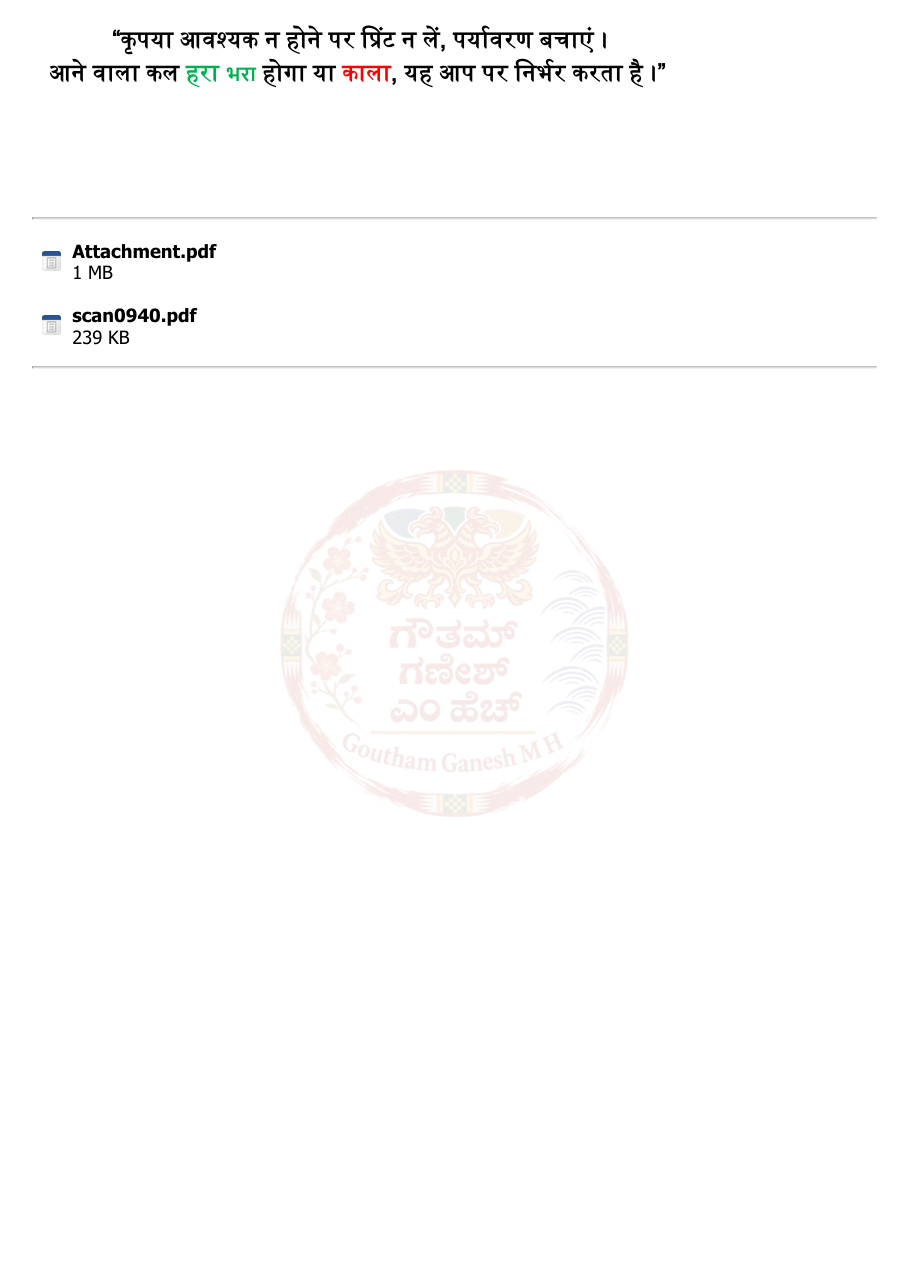 “कृपया आवश्यक न होने पर प्रिंट न लें, पर्यावरण बचाएं ।
आने वाला कल हरा भरा होगा या काला, यह आप पर निर्भर करता है ।”
Attachment.pdf
1 MB
scan0940.pdf
239 KB
ಗೌತಮ್
ಗಣೇಶ್
ಎಂ ಹೆಚ್
Goutham Ganesh M H